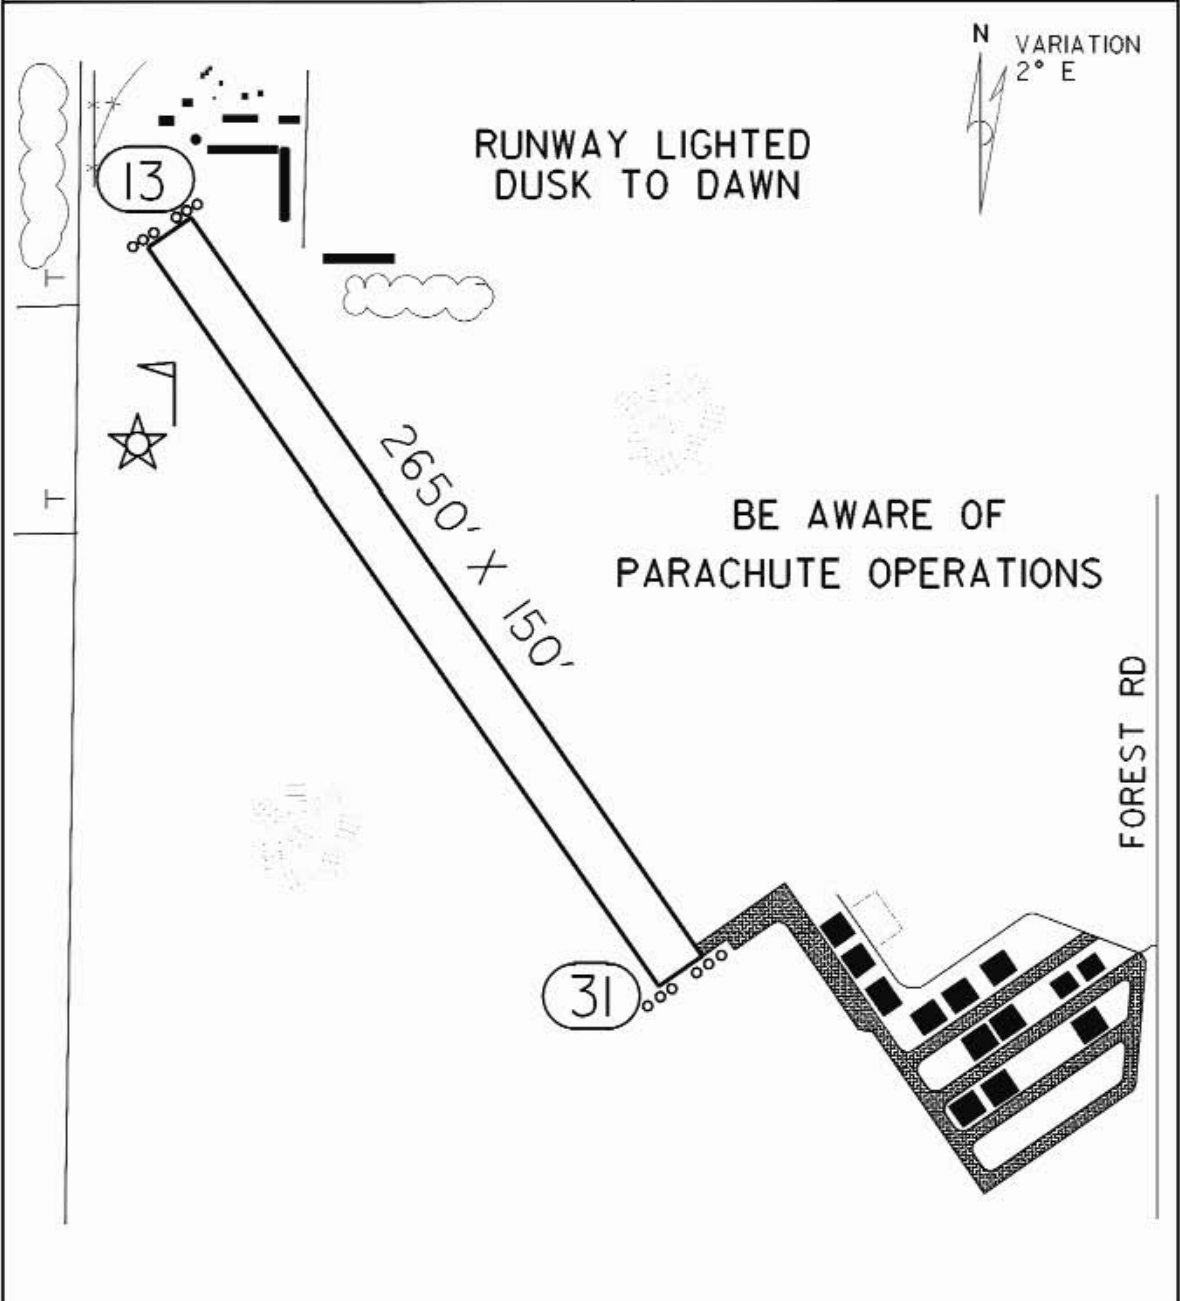 N
VARIATION
2° E
RUNWAY LIGHTED
DUSK TO DAWN
13
T
T
2650' X 150'
BE AWARE OF
PARACHUTE OPERATIONS
FOREST RD
31